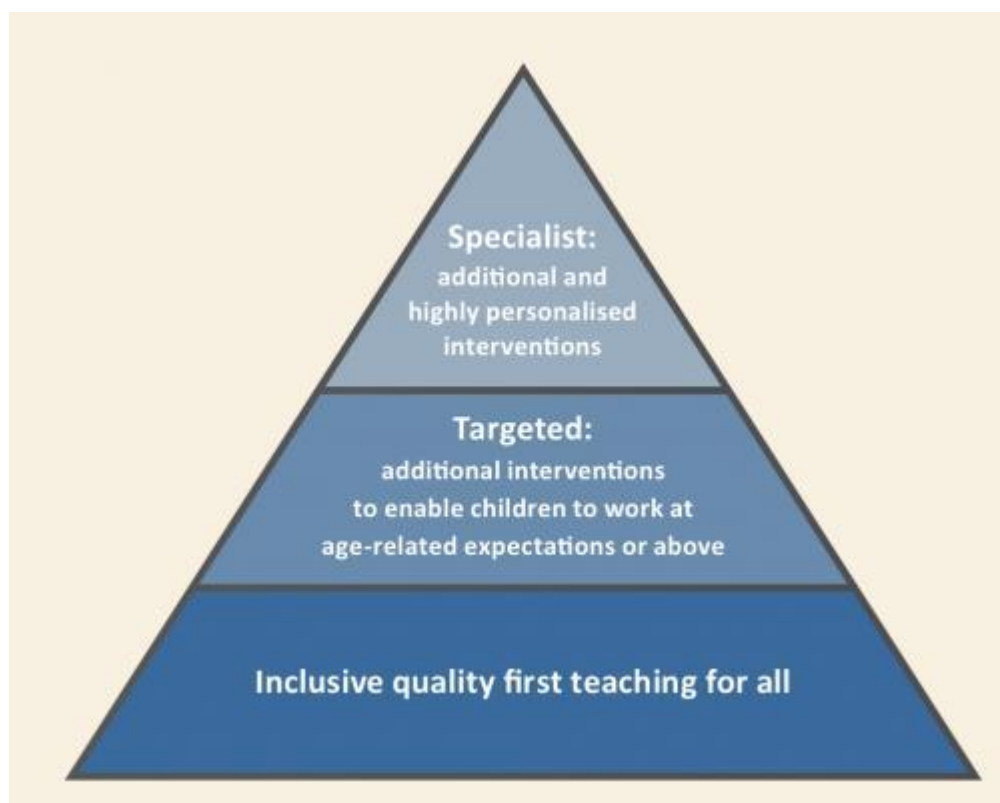 Specialist:
additional and
highly personalised
interventions
Targeted:
additional interventions
to enable children to work at
age-related expectations or above
Inclusive quality first teaching for all